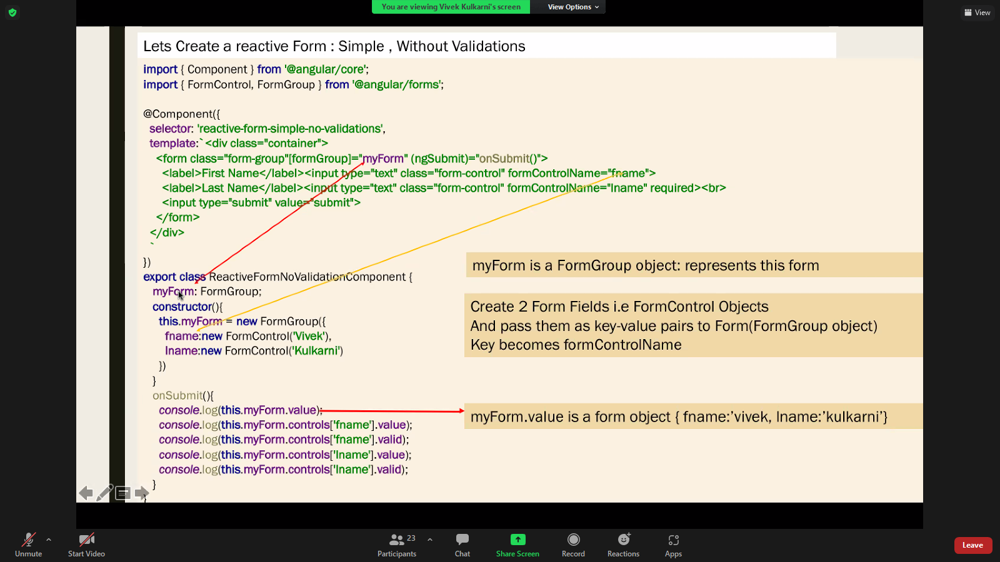 You are viewing Vivek Kulkarni's screen
View Options
View
Lets Create a reactive Form : Simple , Without Validations
import { Component } from '@angular/core';
import { FormControl, FormGroup } from '@angular/forms';
@Component({
selector: 'reactive-form-simple-no-validations',
template:`<div class="container">
<form class="form-group"[formGroup]="myForm" (ngSubmit)="onSubmit()">
<label>First Name</label><input type="text" class="form-control" formControlName="fname">
<label>Last Name</label><input type="text" class="form-control" formControlName="lname" required><br>
<input type="submit" value="submit">
</form>
</div>
`
})
export class ReactiveFormNoValidationComponent {
myForm: FormGroup;
constructor(){
this.myForm = new FormGroup({
fname:new FormControl('Vivek'),
lname:new FormControl('Kulkarni')
})
}
onSubmit(){
console.log(this.myForm.value);
console.log(this.myForm.controls['fname'].value);
console.log(this.myForm.controls['fname'].valid);
console.log(this.myForm.controls['lname'].value);
console.log(this.myForm.controls['lname'].valid);
}
}
myForm is a FormGroup object: represents this form
Create 2 Form Fields i.e FormControl Objects
And pass them as key-value pairs to Form(FormGroup object)
Key becomes formControlName
myForm.value is a form object { fname:’vivek, lname:’kulkarni’}
Unmute
Start Video
23
Participants
Chat
Share Screen
Record
Reactions
Apps
Leave